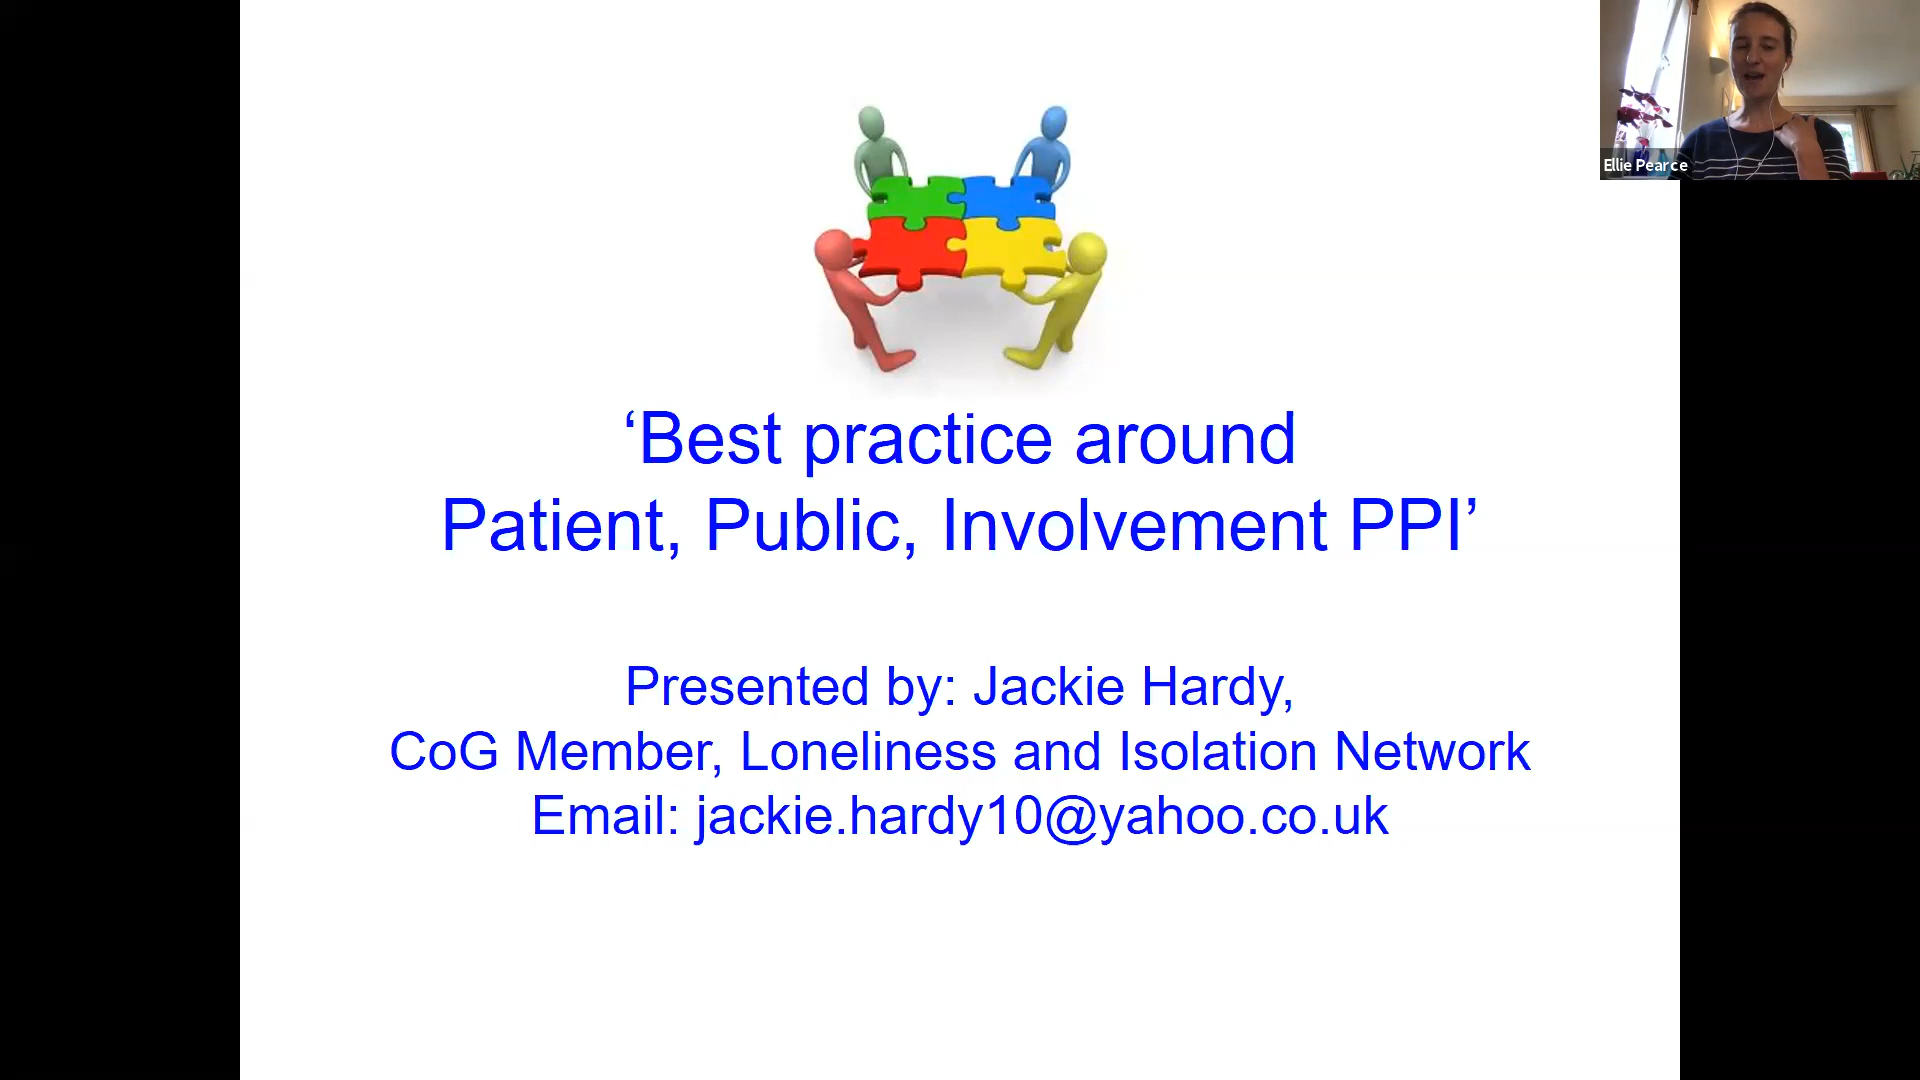 Ellie Pearce
‘Best practice around
Patient, Public, Involvement PPI’
Presented by: Jackie Hardy,
CoG Member, Loneliness and Isolation Network
Email: jackie.hardy10@yahoo.co.uk